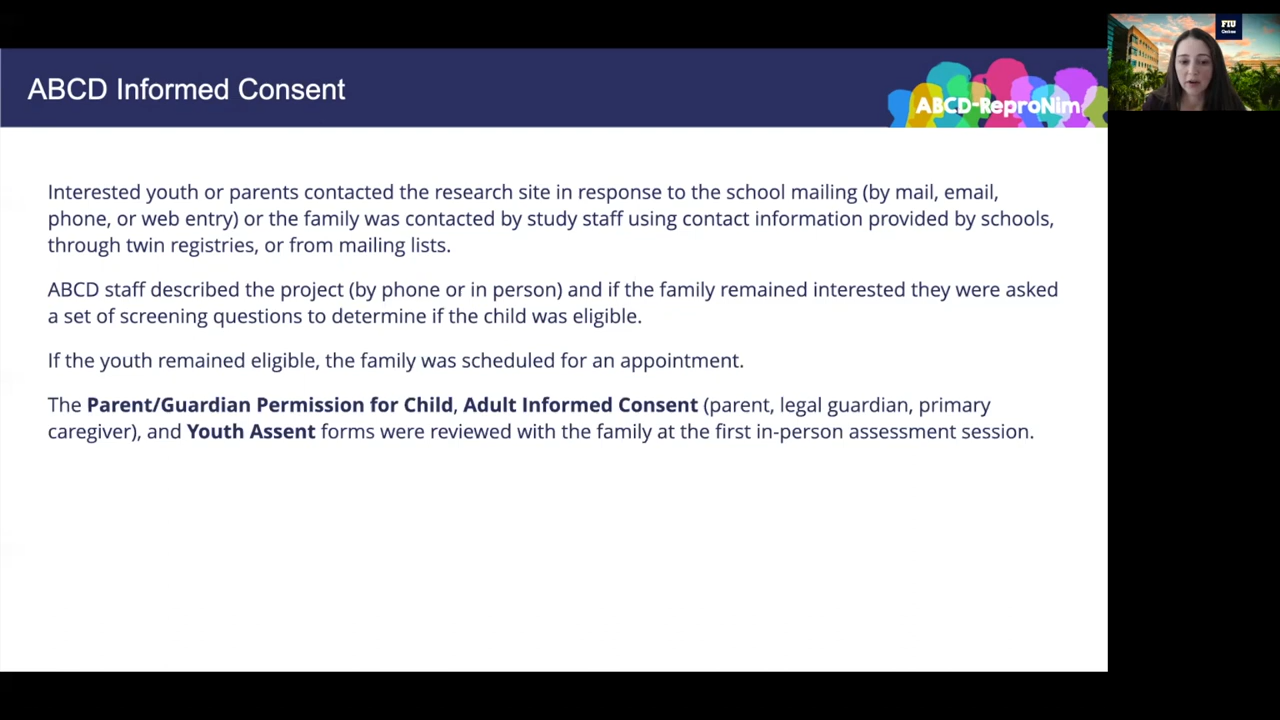 ABCD Informed Consent
ABCD-ReproNim
FIU
Online
Interested youth or parents contacted the research site in response to the school mailing (by mail, email,
phone, or web entry) or the family was contacted by study staff using contact information provided by schools,
through twin registries, or from mailing lists.
ABCD staff described the project (by phone or in person) and if the family remained interested they were asked
a set of screening questions to determine if the child was eligible.
If the youth remained eligible, the family was scheduled for an appointment.
The Parent/Guardian Permission for Child, Adult Informed Consent (parent, legal guardian, primary
caregiver), and Youth Assent forms were reviewed with the family at the first in-person assessment session.